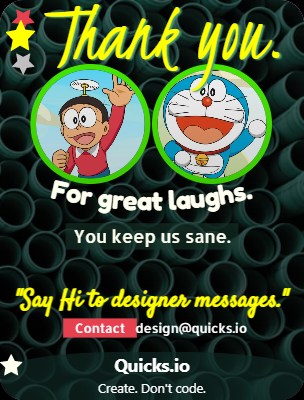 Thank you.
For great laughs.
You keep us sane.
"Say Hi to designer messages."
Contact design@quicks.io
Quicks.io
Create. Don't code.